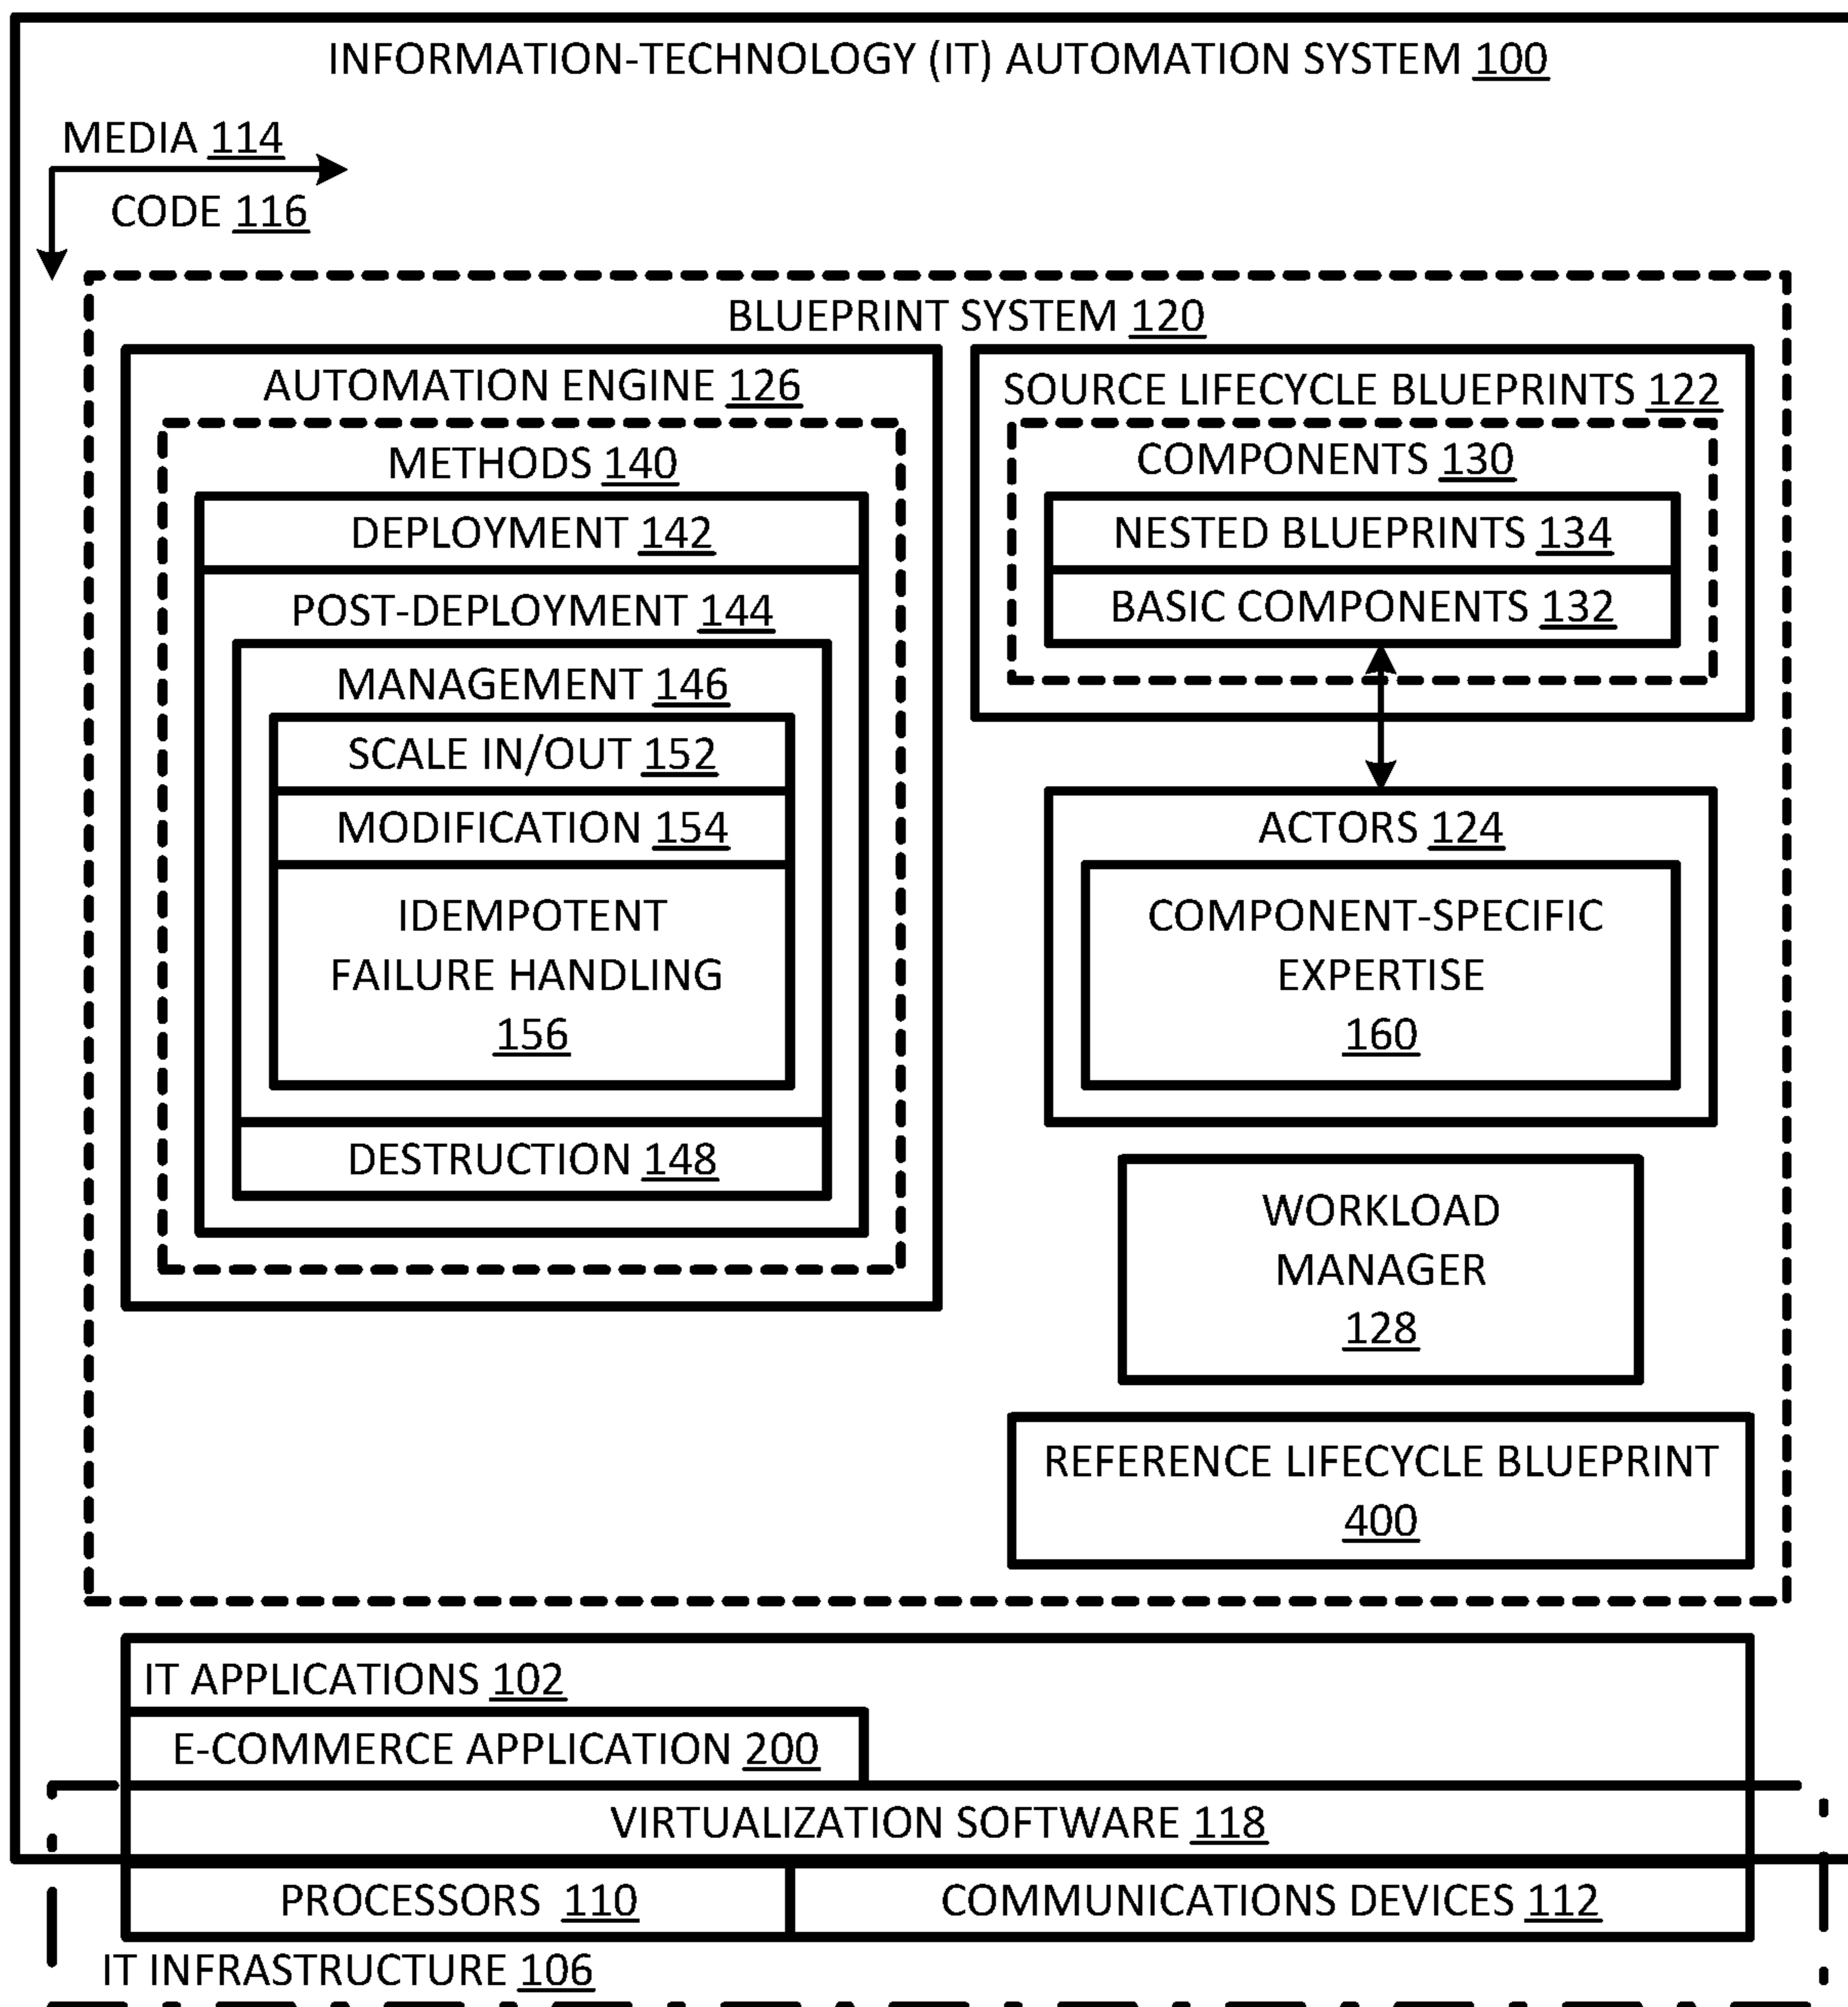 INFORMATION-TECHNOLOGY (IT) AUTOMATION SYSTEM 100
MEDIA 114
CODE 116
BLUEPRINT SYSTEM 120
AUTOMATION ENGINE 126
METHODS 140
DEPLOYMENT 142
POST-DEPLOYMENT 144
MANAGEMENT 146
SCALE IN/OUT 152
MODIFICATION 154
IDEMPOTENT
FAILURE HANDLING
156
DESTRUCTION 148
SOURCE LIFECYCLE BLUEPRINTS 122
COMPONENTS 130
NESTED BLUEPRINTS 134
BASIC COMPONENTS 132
ACTORS 124
COMPONENT-SPECIFIC
EXPERTISE
160
WORKLOAD
MANAGER
128
REFERENCE LIFECYCLE BLUEPRINT
400
IT APPLICATIONS 102
E-COMMERCE APPLICATION 200
VIRTUALIZATION SOFTWARE 118
PROCESSORS 110
COMMUNICATIONS DEVICES 112
IT INFRASTRUCTURE 106